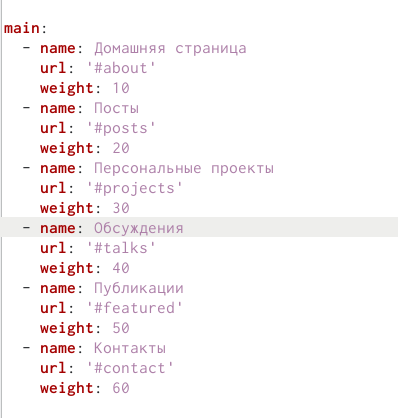 main:
  - name: Домашняя страница
    url: '#about'
    weight: 10
  - name: Посты
    url: '#posts'
    weight: 20
  - name: Персональные проекты
    url: '#projects'
    weight: 30
  - name: Обсуждения
    url: '#talks'
    weight: 40
  - name: Публикации
    url: '#featured'
    weight: 50
  - name: Контакты
    url: '#contact'
    weight: 60